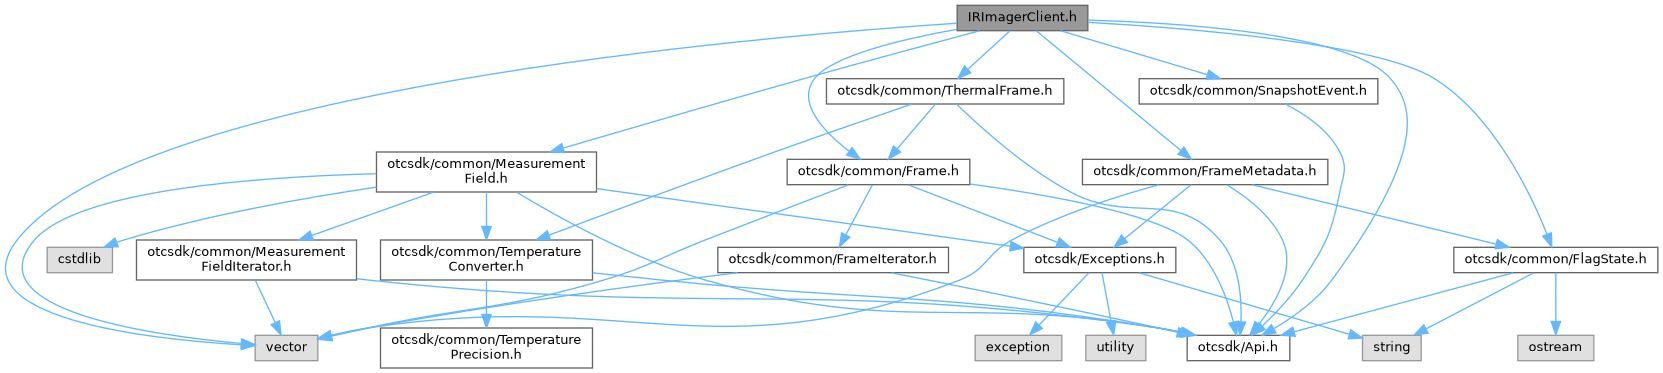 IRImagerClient.h
otcsdk/common/ThermalFrame.h
otcsdk/common/SnapshotEvent.h
otcsdk/common/Measurement
Field.h
otcsdk/common/Frame.h
otcsdk/common/FrameMetadata.h
cstdlib
otcsdk/common/Measurement
FieldIterator.h
otcsdk/common/Temperature
Converter.h
otcsdk/common/FrameIterator.h
otcsdk/Exceptions.h
otcsdk/common/FlagState.h
vector
otcsdk/common/Temperature
Precision.h
exception
utility
otcsdk/Api.h
string
ostream